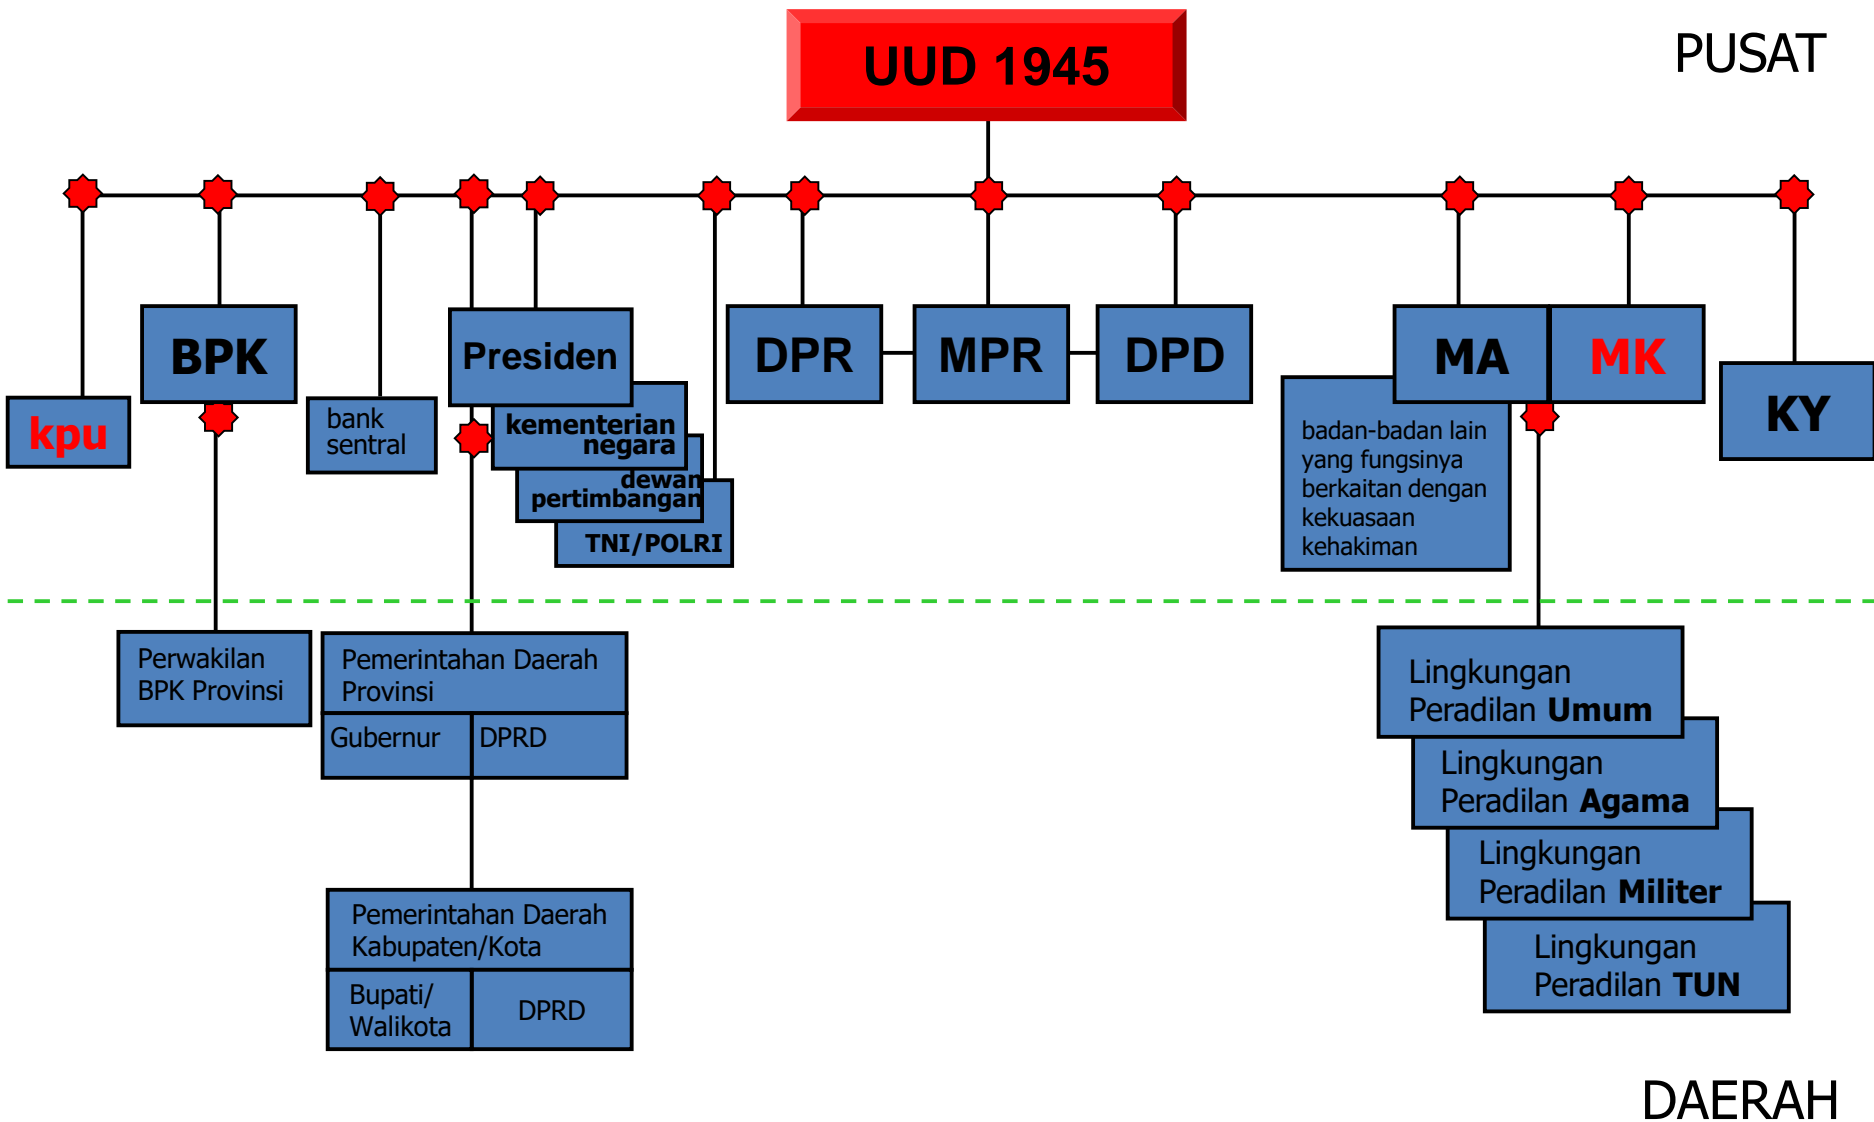 UUD 1945
PUSAT
kpu
BPK
bank
sentral
Presiden
kementerian
negara
dewan
pertimbangan
TNI/POLRI
DPR
MPR
DPD
MA
MK
KY
badan-badan lain
yang fungsinya
berkaitan dengan
kekuasaan
kehakiman
Perwakilan
BPK Provinsi
Pemerintahan Daerah
Provinsi
Gubernur
DPRD
Pemerintahan Daerah
Kabupaten/Kota
Bupati/
Walikota
DPRD
Lingkungan
Peradilan Umum
Lingkungan
Peradilan Agama
Lingkungan
Peradilan Militer
Lingkungan
Peradilan TUN
DAERAH